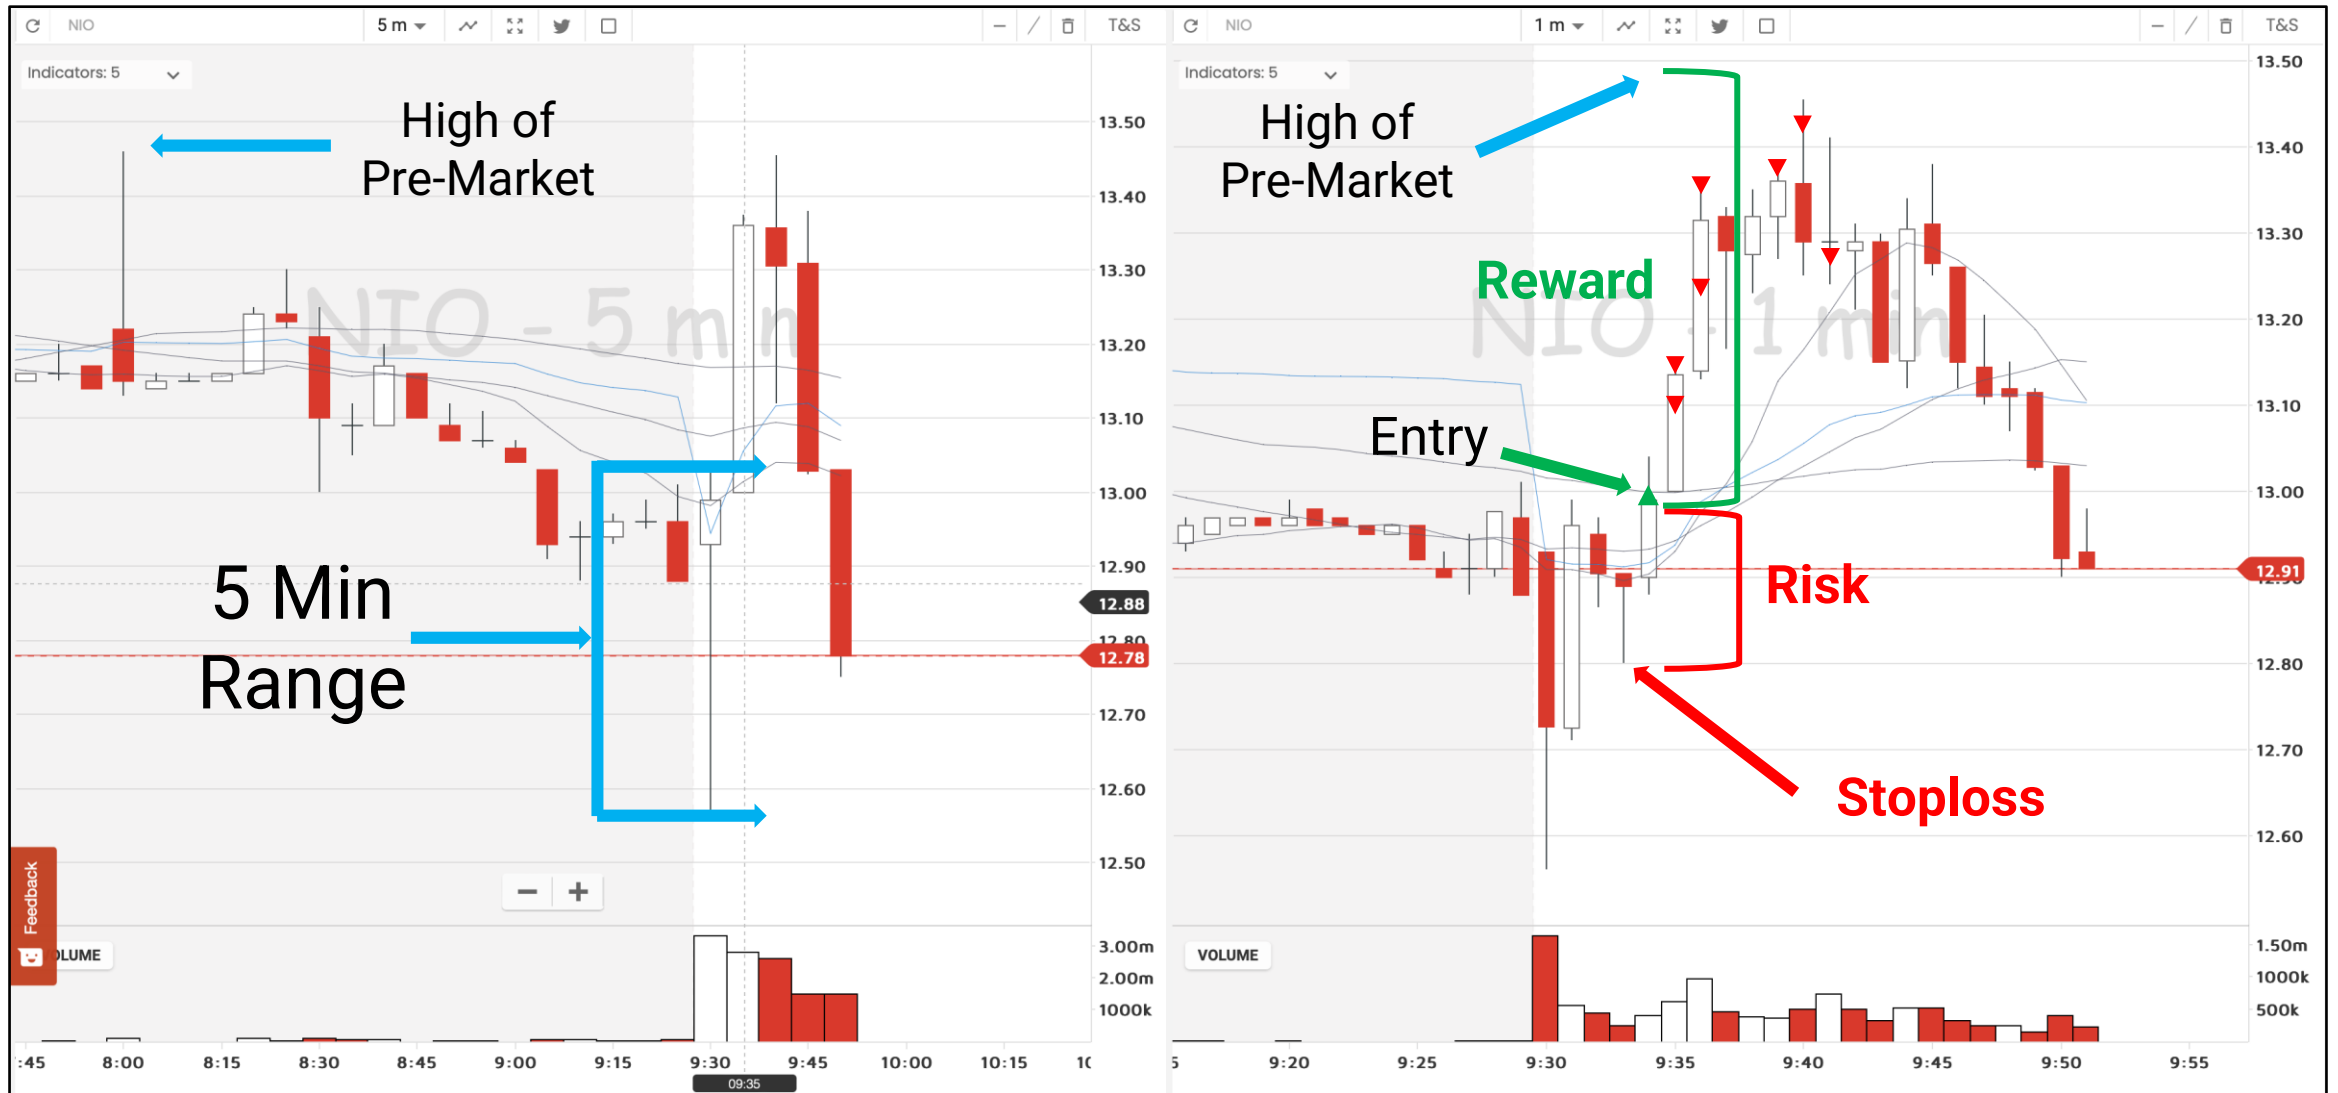 NIO
5 m
T&S
Indicators: 5
High of
Pre-Market
NIO - 5 min
5 Min
Range
13.50
13.40
13.30
13.20
13.10
13.00
12.90
12.88
12.80
12.78
12.70
12.60
12.50
Feedback
OLUME
3.00m
2.00m
1000k
:45
8:00
8:15
8:30
8:45
9:00
9:15
9:30
9:45
10:00
10:15
09:35
NIO
1 m
T&S
Indicators: 5
High of
Pre-Market
Reward
NIO - 1 min
Entry
Risk
Stoploss
13.50
13.40
13.30
13.20
13.10
13.00
12.91
12.80
12.70
12.60
VOLUME
1.50m
1000k
500k
5
9:20
9:25
9:30
9:35
9:40
9:45
9:50
9:55